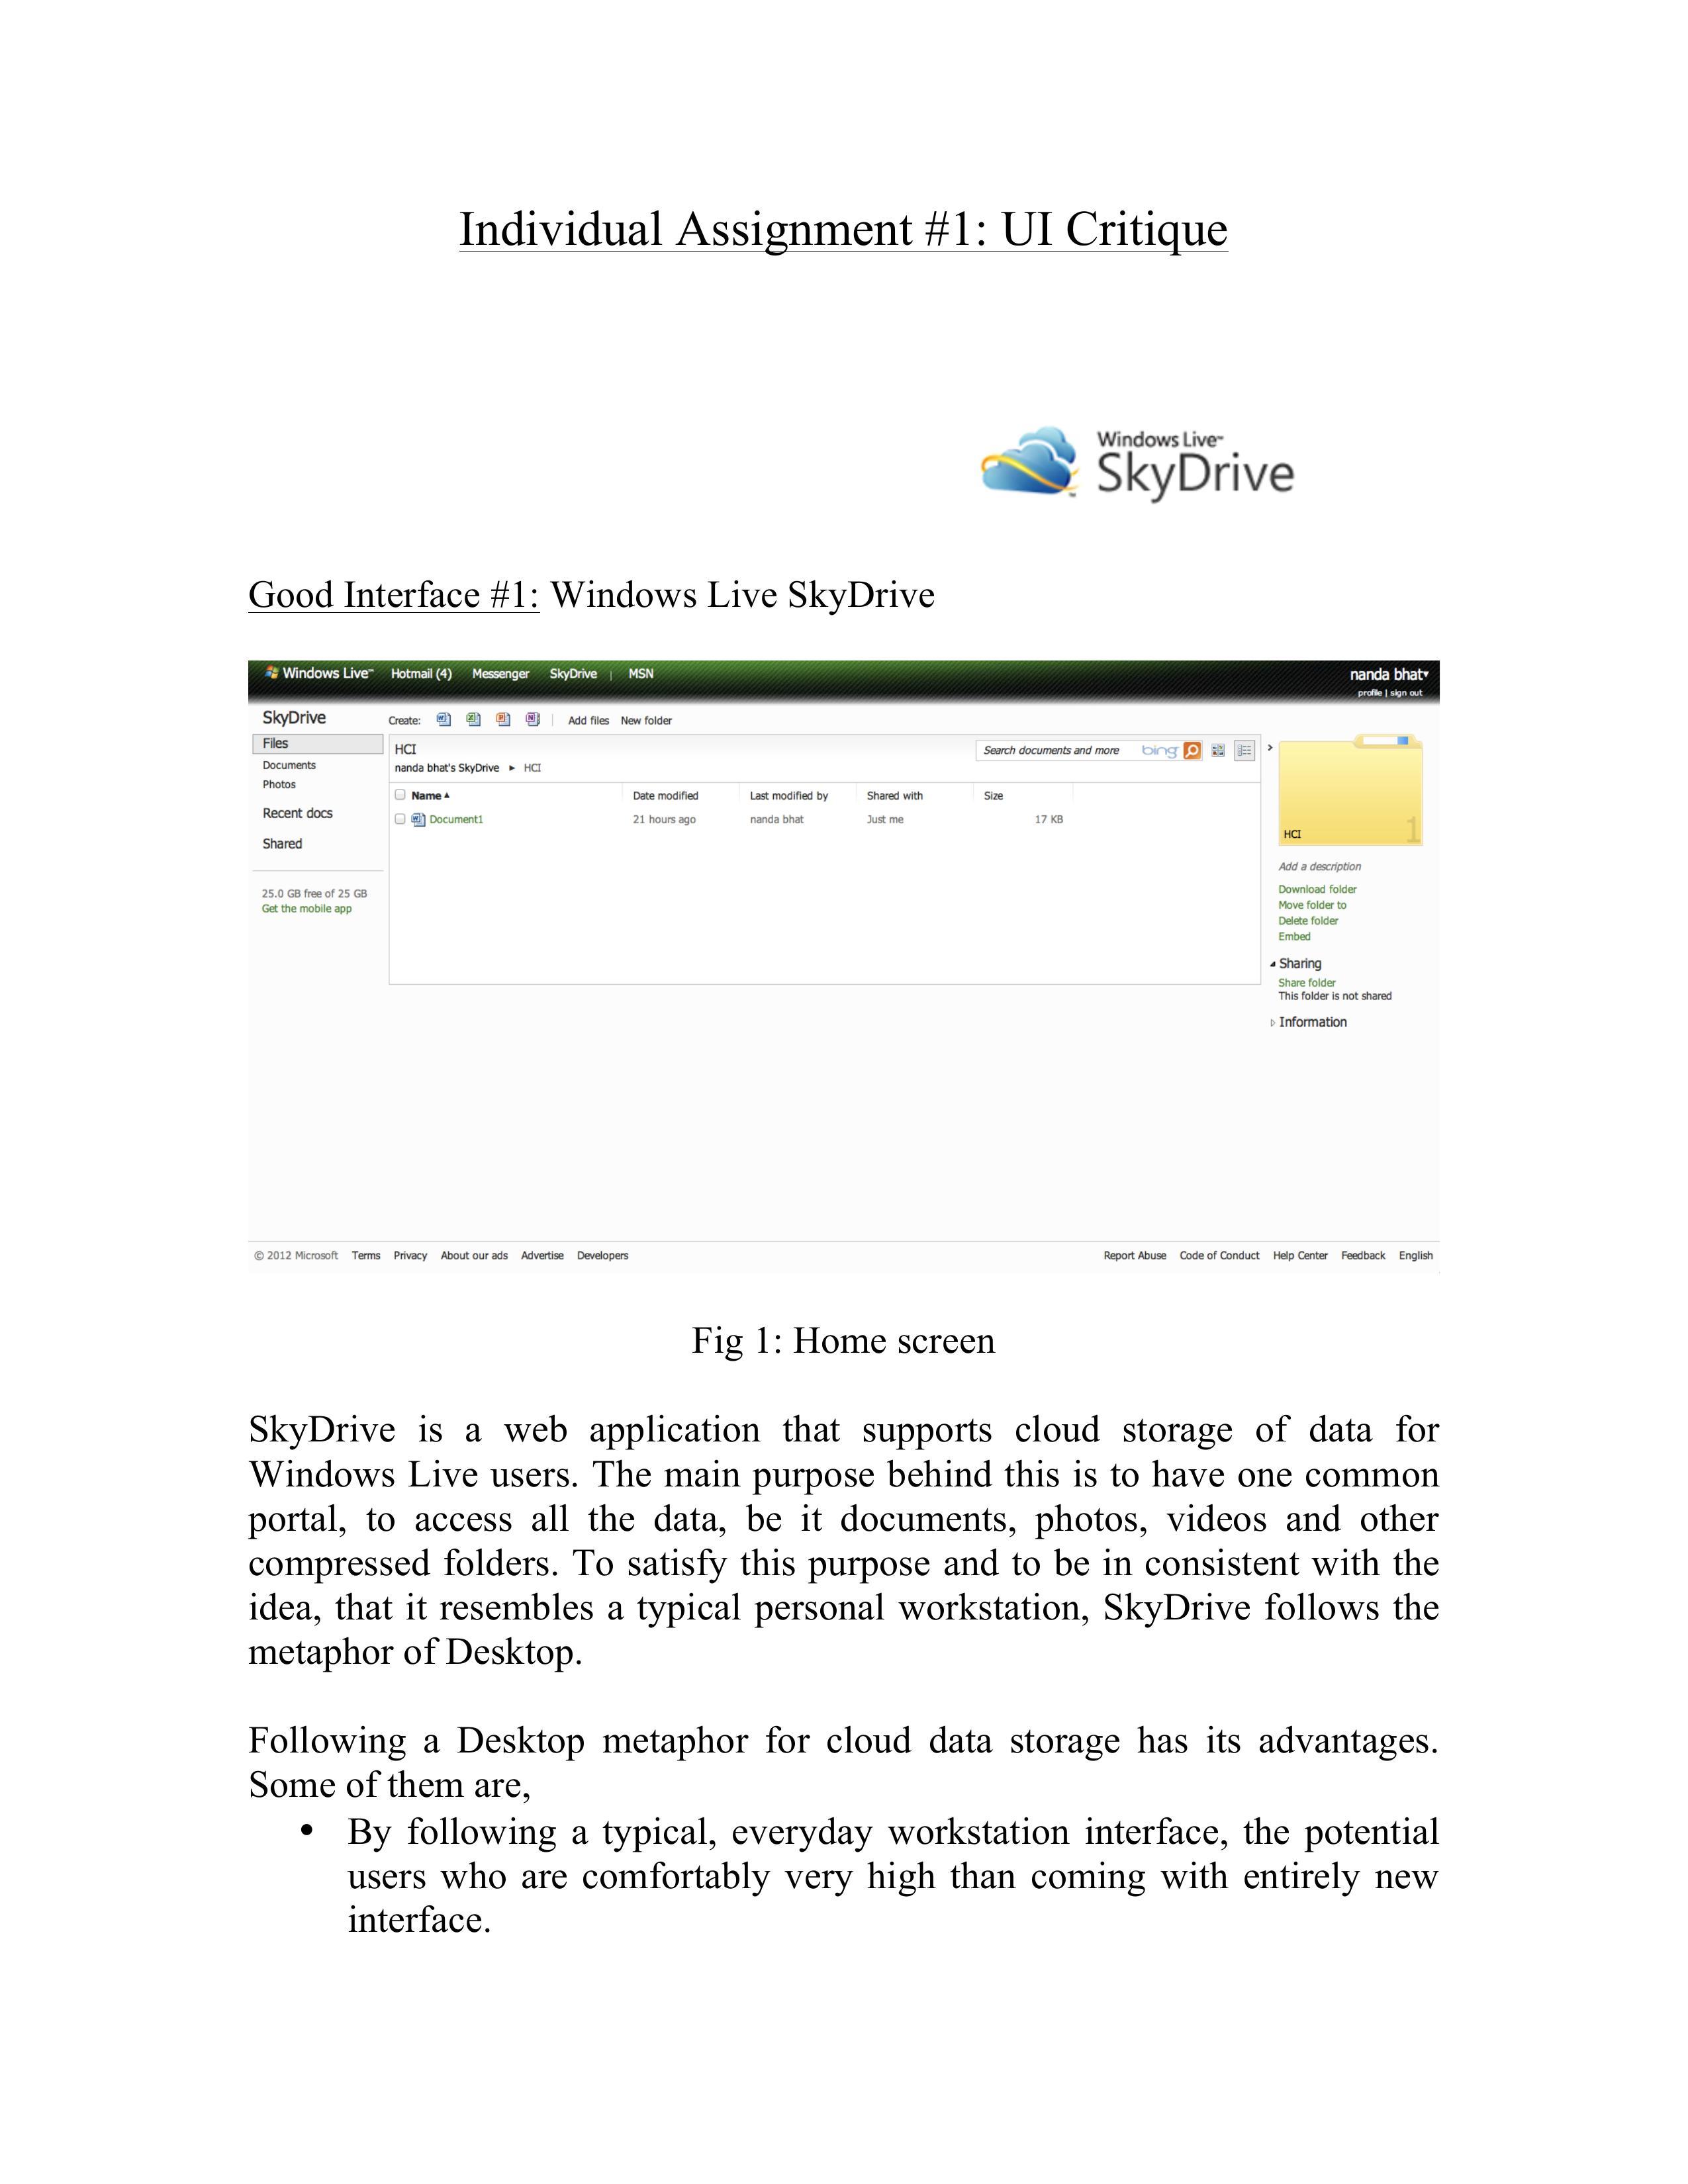 Individual Assignment #1: UI Critique
Windows Live™
SkyDrive
Good Interface #1: Windows Live SkyDrive
Windows Live™ Hotmail (4) Messenger SkyDrive | MSN nanda bhat▾
profile | sign out
SkyDrive Create: Add files New folder
Files
Documents
Photos
Recent docs
Shared
25.0 GB free of 25 GB
Get the mobile app
HCI Search documents and more bing
nanda bhat's SkyDrive ▸ HCI
Name ▴ Date modified Last modified by Shared with Size
Document1 21 hours ago nanda bhat Just me 17 KB
HCI 1
Add a description
Download folder
Move folder to
Delete folder
Embed
Sharing
Share folder
This folder is not shared
Information
© 2012 Microsoft Terms Privacy About our ads Advertise Developers Report Abuse Code of Conduct Help Center Feedback English
Fig 1: Home screen
SkyDrive is a web application that supports cloud storage of data for
Windows Live users. The main purpose behind this is to have one common
portal, to access all the data, be it documents, photos, videos and other
compressed folders. To satisfy this purpose and to be in consistent with the
idea, that it resembles a typical personal workstation, SkyDrive follows the
metaphor of Desktop.
Following a Desktop metaphor for cloud data storage has its advantages.
Some of them are,
• By following a typical, everyday workstation interface, the potential
users who are comfortably very high than coming with entirely new
interface.